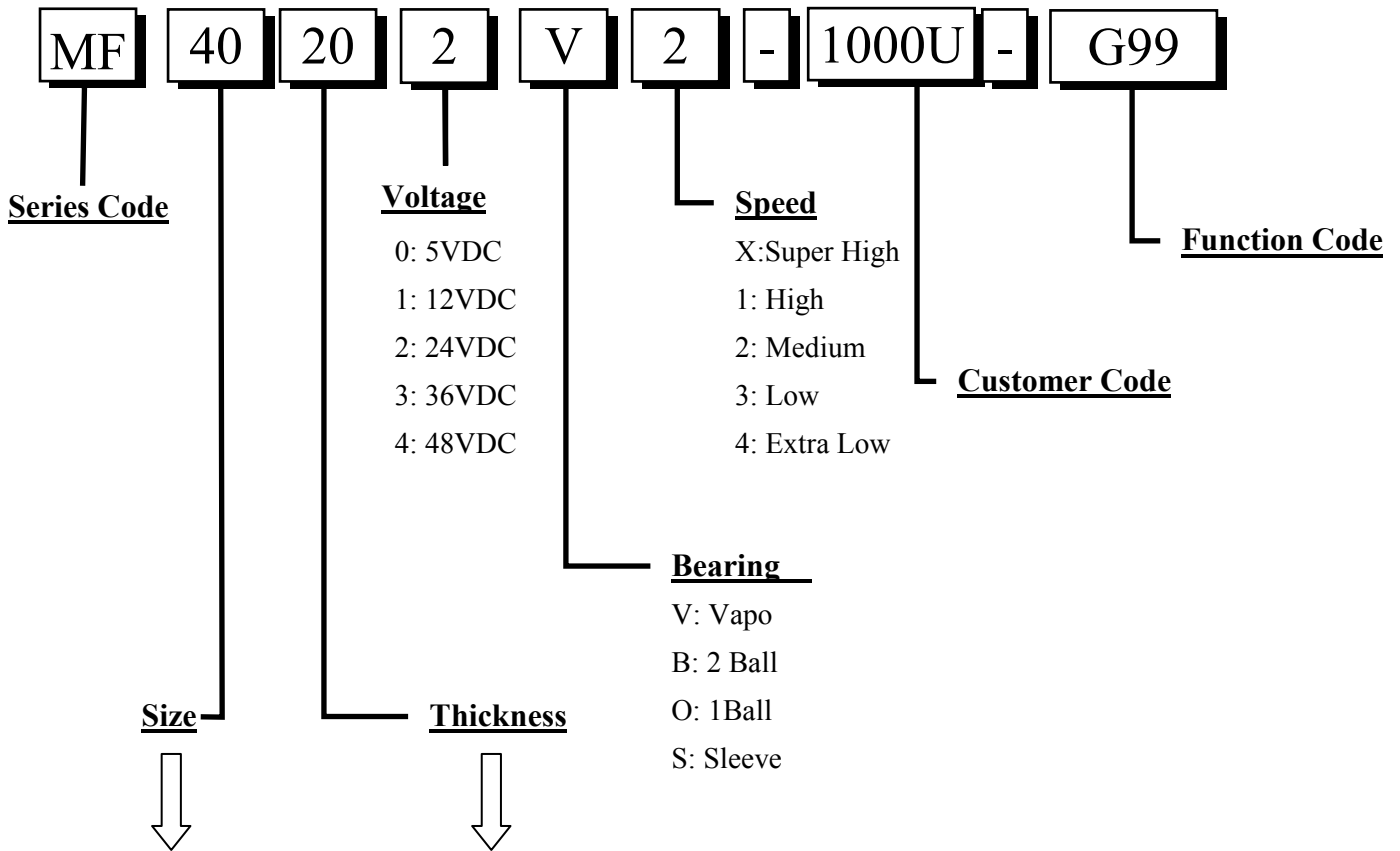 MF 40 20 2 V 2 - 1000U - G99
Series Code
Voltage
0: 5VDC
1: 12VDC
2: 24VDC
3: 36VDC
4: 48VDC
Speed
X:Super High
1: High
2: Medium
3: Low
4: Extra Low
Function Code
Customer Code
Bearing
V: Vapo
B: 2 Ball
O: 1Ball
S: Sleeve
Size
Thickness